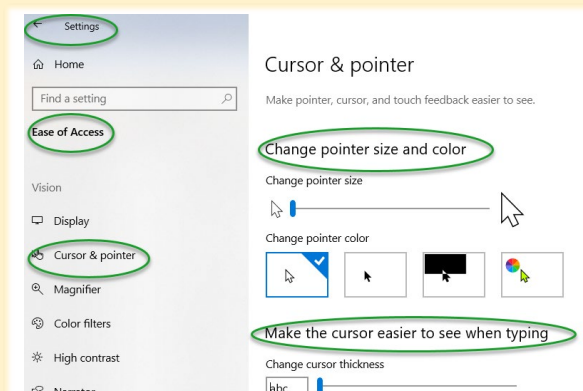 Settings
Home
Find a setting
Ease of Access
Vision
Display
Cursor & pointer
Magnifier
Color filters
High contrast
Narrator
Cursor & pointer
Make pointer, cursor, and touch feedback easier to see.
Change pointer size and color
Change pointer size
Change pointer color
Make the cursor easier to see when typing
Change cursor thickness
abc